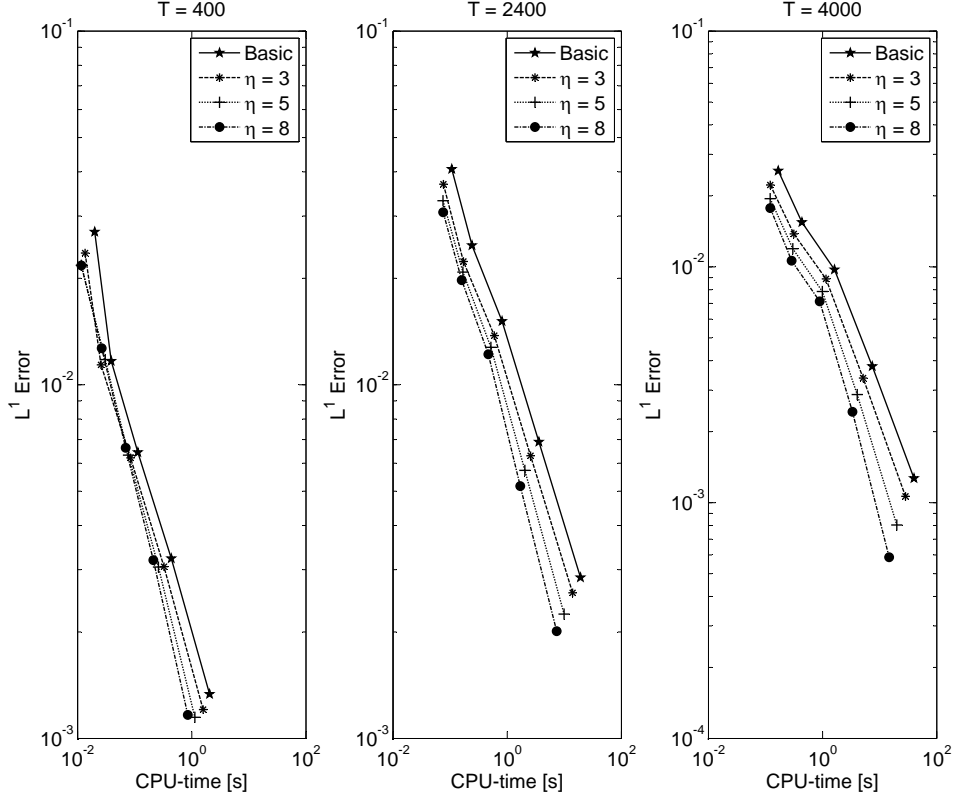 T = 400
10^-1
10^-2
10^-3
L^1 Error
Basic
η = 3
η = 5
η = 8
10^-2
10^0
10^2
CPU-time [s]
T = 2400
10^-1
10^-2
10^-3
L^1 Error
Basic
η = 3
η = 5
η = 8
10^-2
10^0
10^2
CPU-time [s]
T = 4000
10^-1
10^-2
10^-3
10^-4
L^1 Error
Basic
η = 3
η = 5
η = 8
10^-2
10^0
10^2
CPU-time [s]